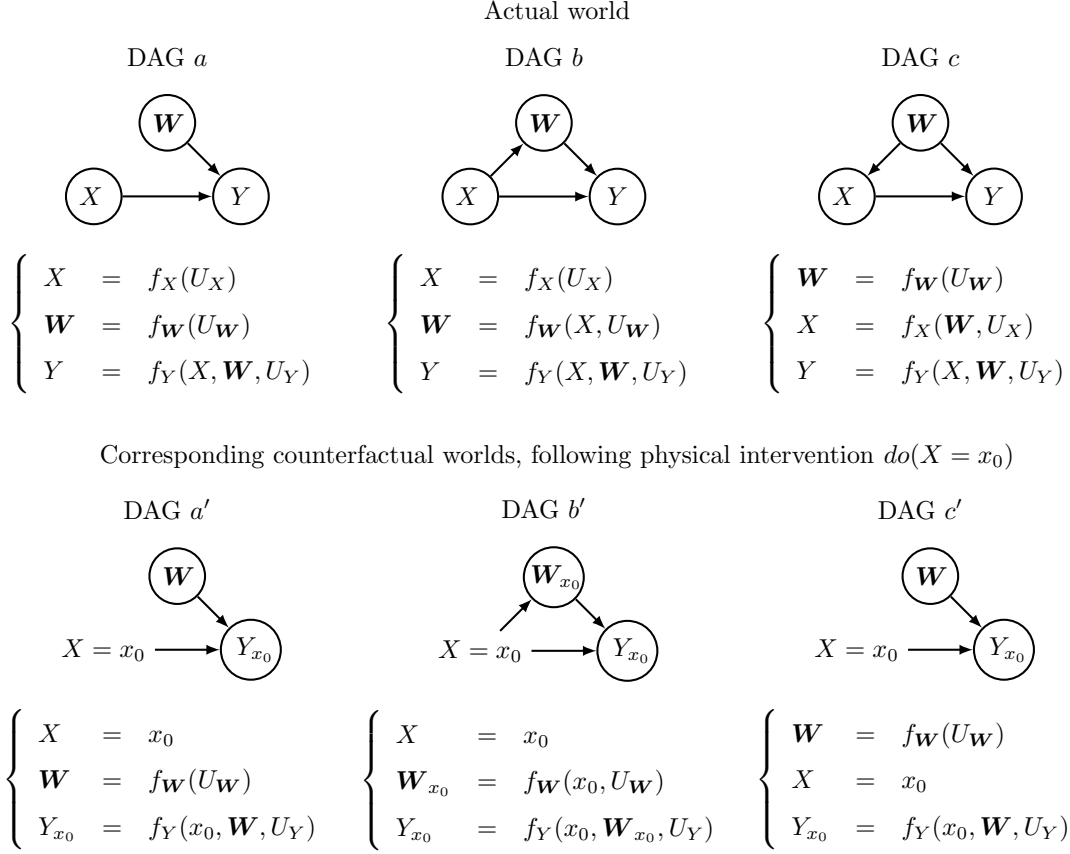 Actual world
DAG a DAG b DAG c
W W W
X Y X Y X Y
X = f_X(U_X) X = f_X(U_X) W = f_W(U_W)
W = f_W(U_W) W = f_W(X, U_W) X = f_X(W, U_X)
Y = f_Y(X, W, U_Y) Y = f_Y(X, W, U_Y) Y = f_Y(X, W, U_Y)
Corresponding counterfactual worlds, following physical intervention do(X = x_0)
DAG a′ DAG b′ DAG c′
W W_{x_0} W
X = x_0 Y_{x_0} X = x_0 Y_{x_0} X = x_0 Y_{x_0}
X = x_0 X = x_0 W = f_W(U_W)
W = f_W(U_W) W_{x_0} = f_W(x_0, U_W) X = x_0
Y_{x_0} = f_Y(x_0, W, U_Y) Y_{x_0} = f_Y(x_0, W_{x_0}, U_Y) Y_{x_0} = f_Y(x_0, W, U_Y)